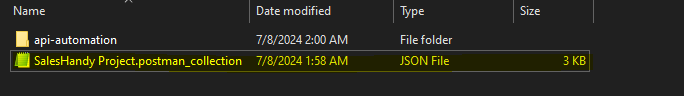 Name Date modified Type Size
api-automation 7/8/2024 2:00 AM File folder
SalesHandy Project.postman_collection 7/8/2024 1:58 AM JSON File 3 KB